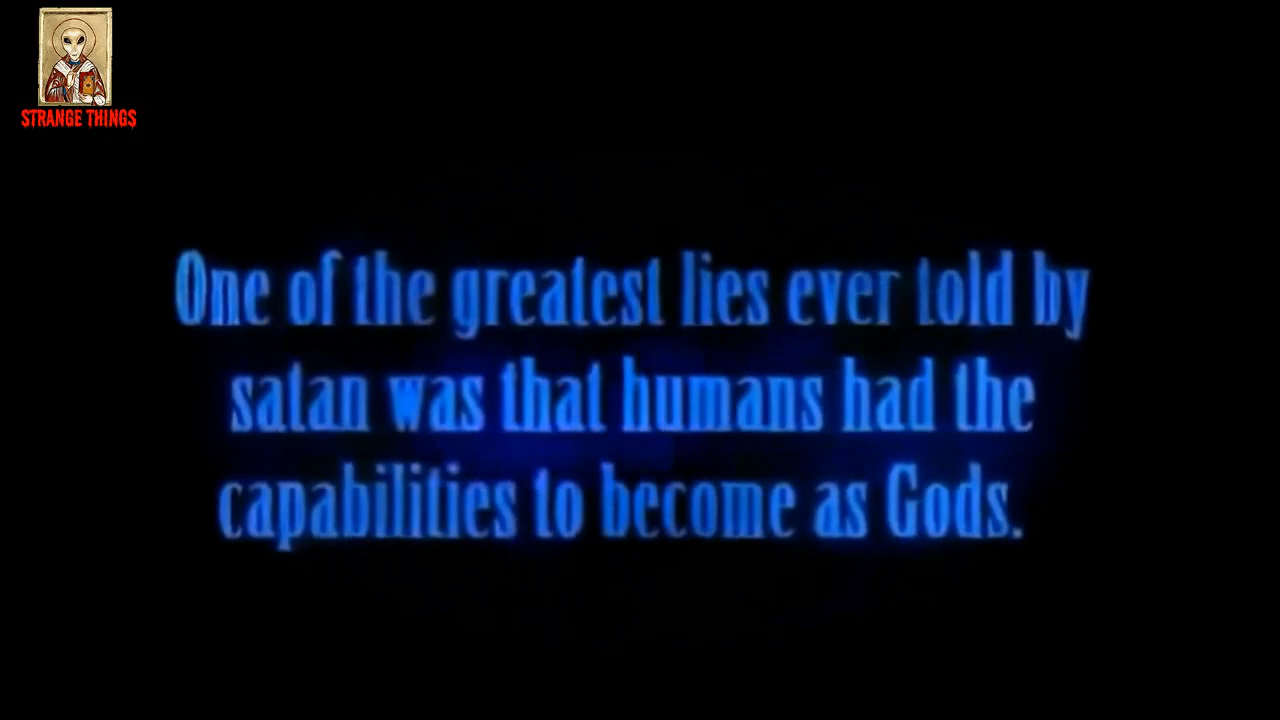 STRANGE THINGS
One of the greatest lies ever told by
satan was that humans had the
capabilities to become as Gods.